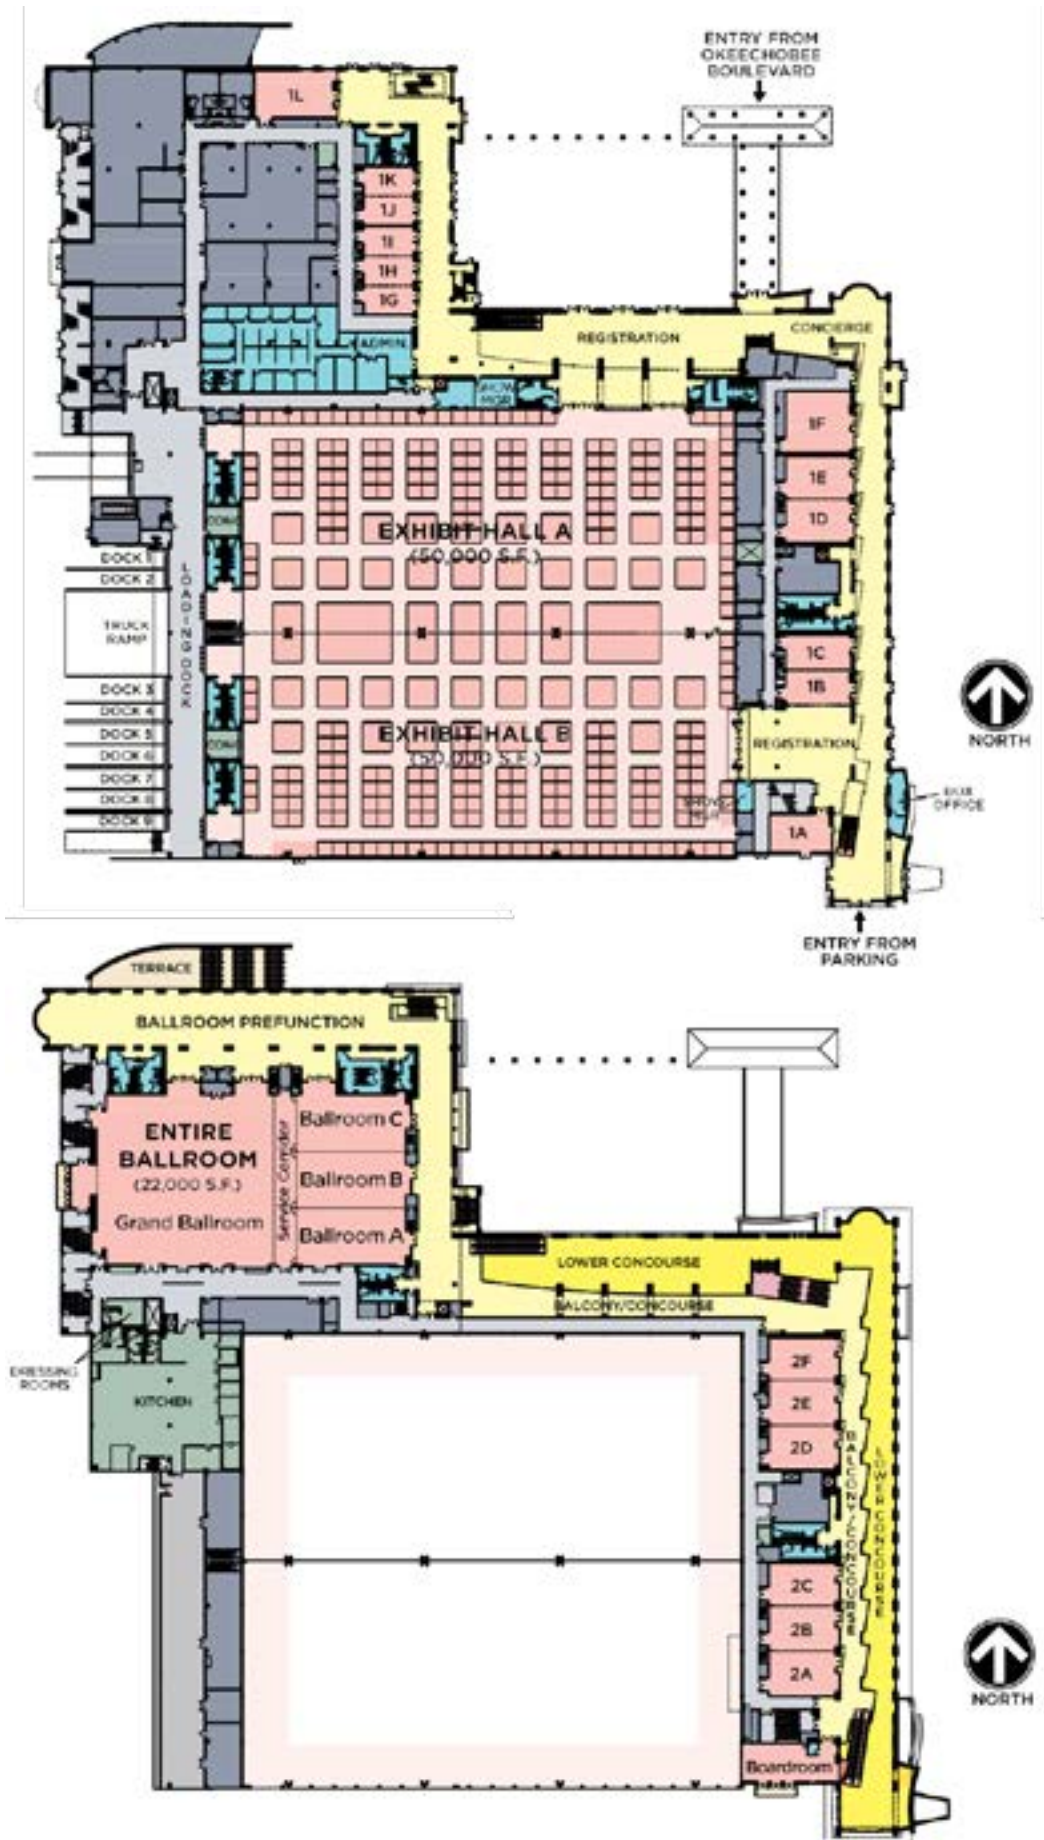 ENTRY FROM
OKEECHOBEE
BOULEVARD
1L
1K
1J
1I
1H
1G
ADMIN
REGISTRATION
CONCIERGE
SHOW
MGR
1F
1E
1D
EXHIBIT HALL A
(50,000 S.F.)
DOCK 1
DOCK 2
TRUCK
RAMP
LOADING DOCK
1C
1B
DOCK 3
DOCK 4
DOCK 5
DOCK 6
DOCK 7
DOCK 8
DOCK 9
EXHIBIT HALL B
(50,000 S.F.)
REGISTRATION
NORTH
SHOW
MGR
BOX
OFFICE
1A
ENTRY FROM
PARKING
TERRACE
BALLROOM PREFUNCTION
ENTIRE
BALLROOM
(22,000 S.F.)
Grand Ballroom
Service Corridor
Ballroom C
Ballroom B
Ballroom A
LOWER CONCOURSE
BALCONY/CONCOURSE
DRESSING
ROOMS
KITCHEN
2F
2E
2D
BALCONY/CONCOURSE
LOWER CONCOURSE
2C
2B
2A
NORTH
Boardroom